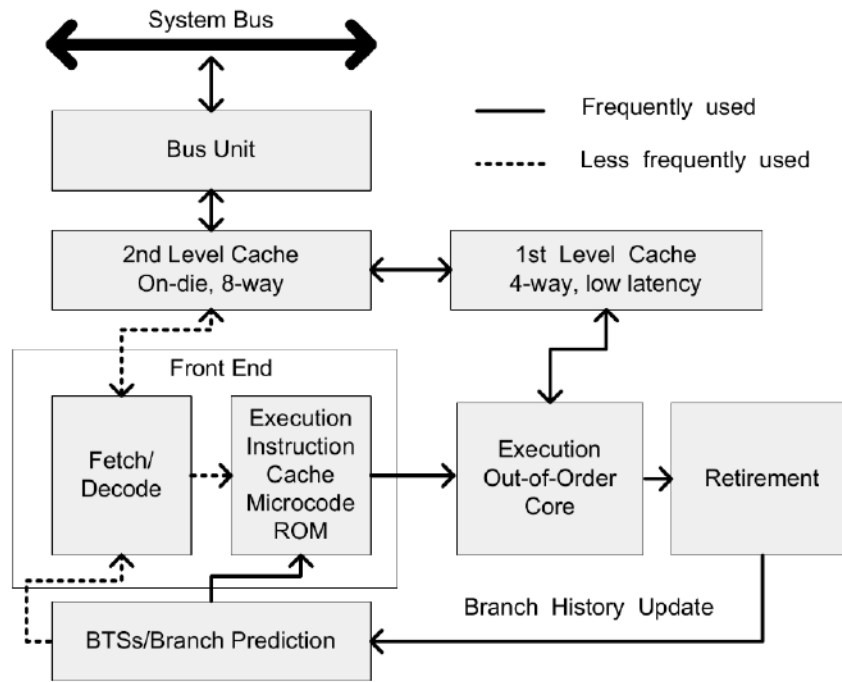 System Bus
Bus Unit
Frequently used
Less frequently used
2nd Level Cache
On-die, 8-way
1st Level Cache
4-way, low latency
Front End
Fetch/
Decode
Execution
Instruction
Cache
Microcode
ROM
Execution
Out-of-Order
Core
Retirement
Branch History Update
BTSs/Branch Prediction